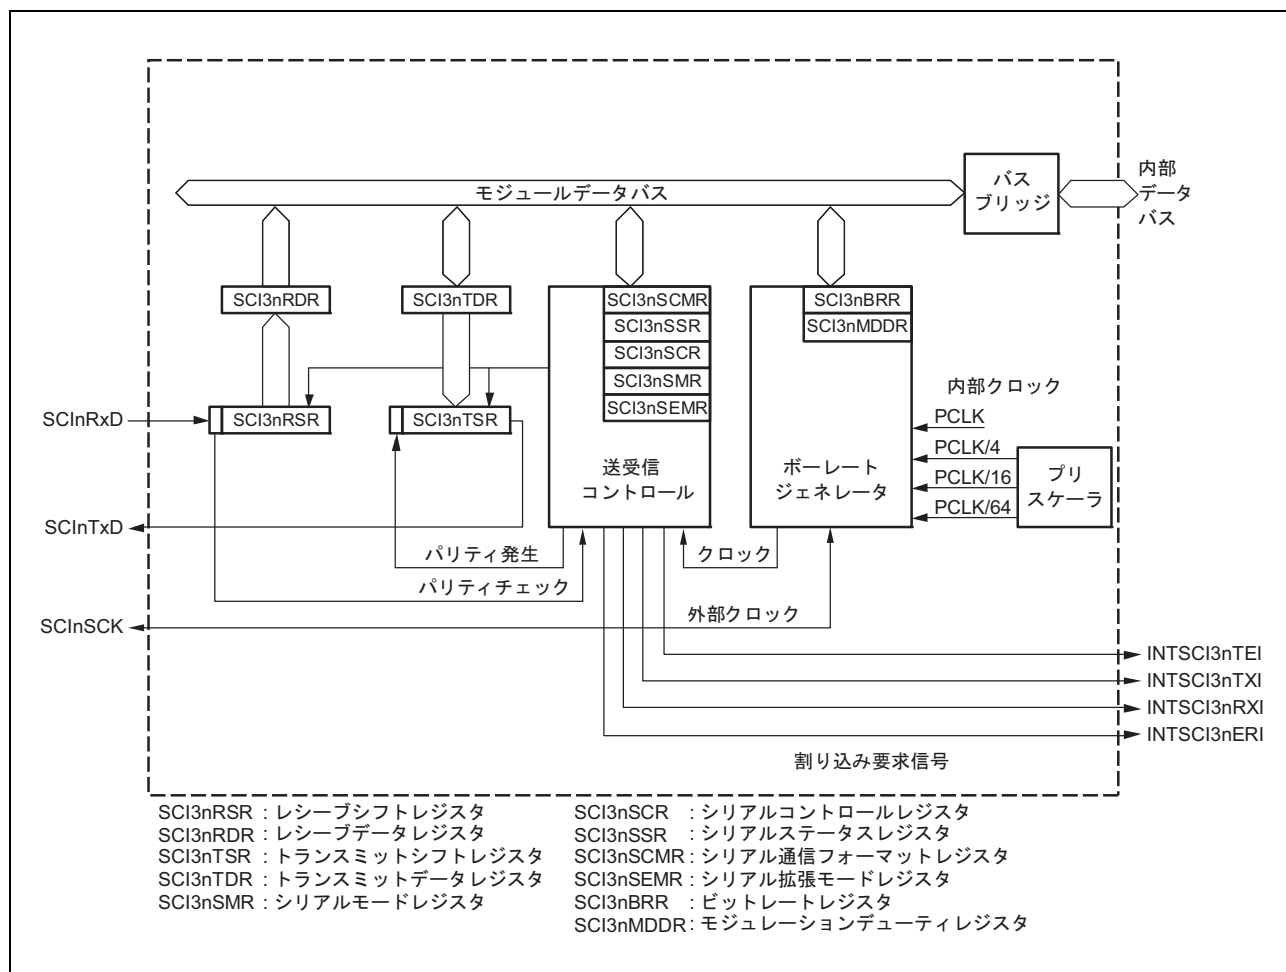 モジュールデータバス
バス
ブリッジ
内部
データ
バス
SCI3nRDR
SCI3nTDR
SCI3nSCMR
SCI3nSSR
SCI3nSCR
SCI3nSMR
SCI3nSEMR
SCI3nBRR
SCI3nMDDR
SCInRxD
SCI3nRSR
SCI3nTSR
送受信
コントロール
ボーレート
ジェネレータ
内部クロック
PCLK
PCLK/4
PCLK/16
PCLK/64
プリ
スケーラ
SCInTxD
パリティ発生
パリティチェック
クロック
SCInSCK
外部クロック
INTSCI3nTEI
INTSCI3nTXI
INTSCI3nRXI
INTSCI3nERI
割り込み要求信号
SCI3nRSR : レシーブシフトレジスタ
SCI3nRDR : レシーブデータレジスタ
SCI3nTSR : トランスミットシフトレジスタ
SCI3nTDR : トランスミットデータレジスタ
SCI3nSMR : シリアルモードレジスタ
SCI3nSCR : シリアルコントロールレジスタ
SCI3nSSR : シリアルステータスレジスタ
SCI3nSCMR : シリアル通信フォーマットレジスタ
SCI3nSEMR : シリアル拡張モードレジスタ
SCI3nBRR : ビットレートレジスタ
SCI3nMDDR : モジュレーションデューティレジスタ